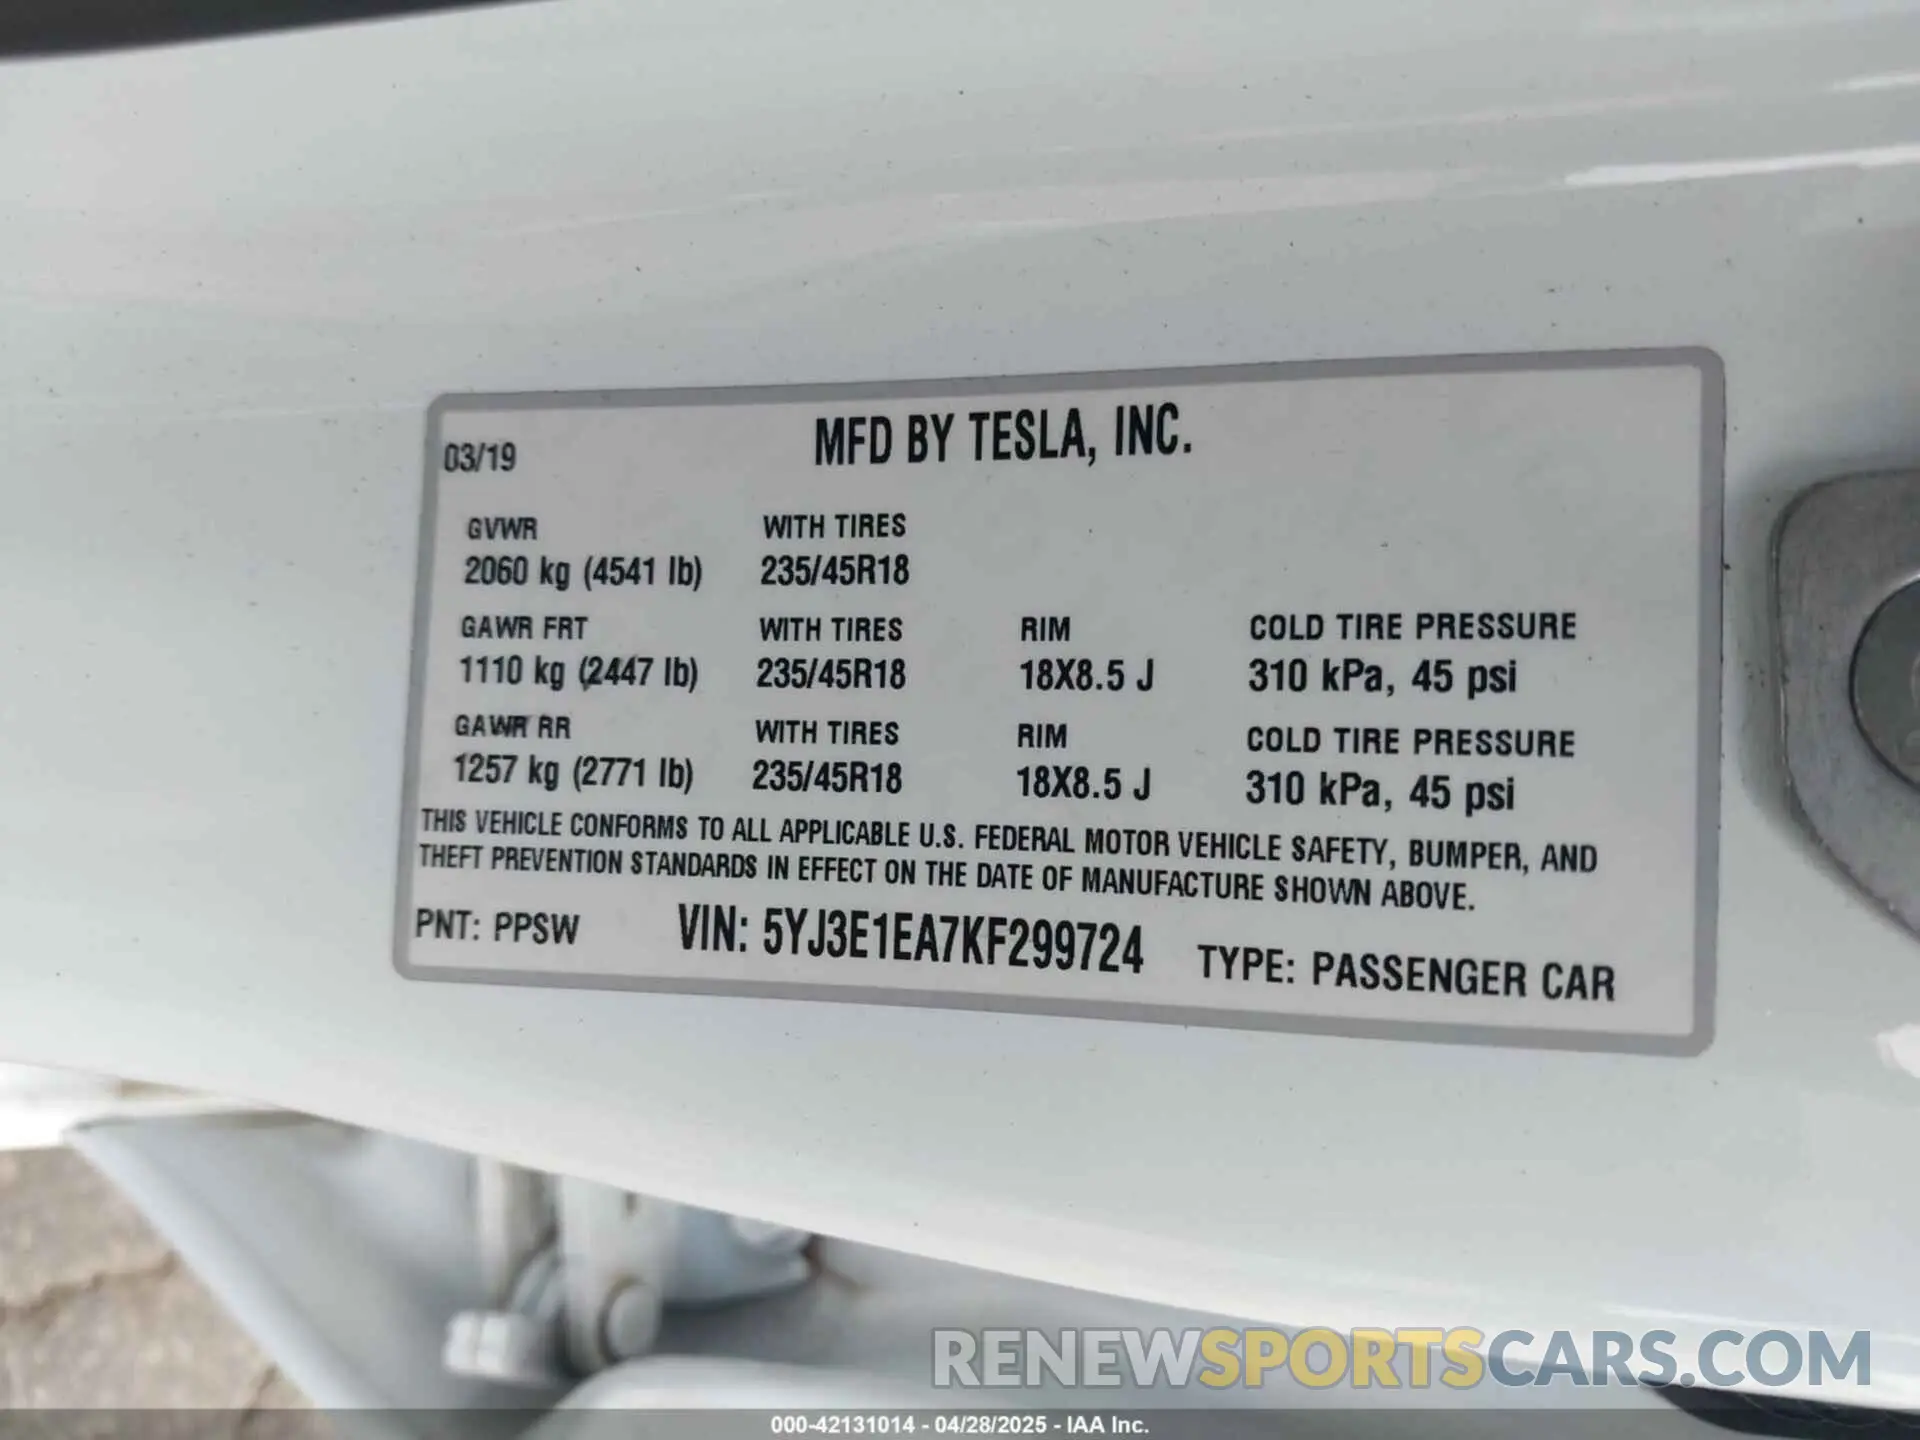 03/19 MFD BY TESLA, INC.
GVWR WITH TIRES
2060 kg (4541 lb) 235/45R18
GAWR FRT WITH TIRES RIM COLD TIRE PRESSURE
1110 kg (2447 lb) 235/45R18 18X8.5 J 310 kPa, 45 psi
GAWR RR WITH TIRES RIM COLD TIRE PRESSURE
1257 kg (2771 lb) 235/45R18 18X8.5 J 310 kPa, 45 psi
THIS VEHICLE CONFORMS TO ALL APPLICABLE U.S. FEDERAL MOTOR VEHICLE SAFETY, BUMPER, AND
THEFT PREVENTION STANDARDS IN EFFECT ON THE DATE OF MANUFACTURE SHOWN ABOVE.
PNT: PPSW VIN: 5YJ3E1EA7KF299724 TYPE: PASSENGER CAR
RENEWSPORTSCARS.COM
000-42131014 - 04/28/2025 - IAA Inc.